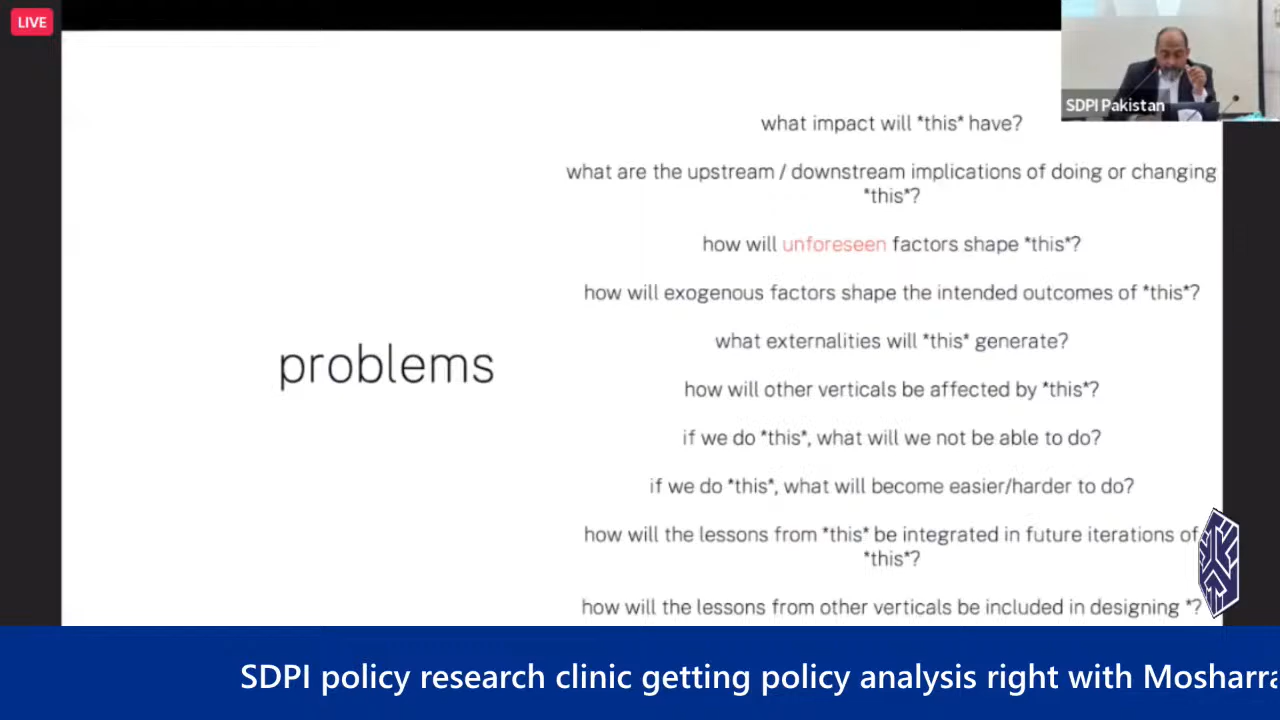 LIVE
SDPI Pakistan
what impact will *this* have?
what are the upstream / downstream implications of doing or changing
*this*?
how will unforeseen factors shape *this*?
how will exogenous factors shape the intended outcomes of *this*?
what externalities will *this* generate?
problems
how will other verticals be affected by *this*?
if we do *this*, what will we not be able to do?
if we do *this*, what will become easier/harder to do?
how will the lessons from *this* be integrated in future iterations of
*this*?
how will the lessons from other verticals be included in designing *?
SDPI policy research clinic getting policy analysis right with Mosharra